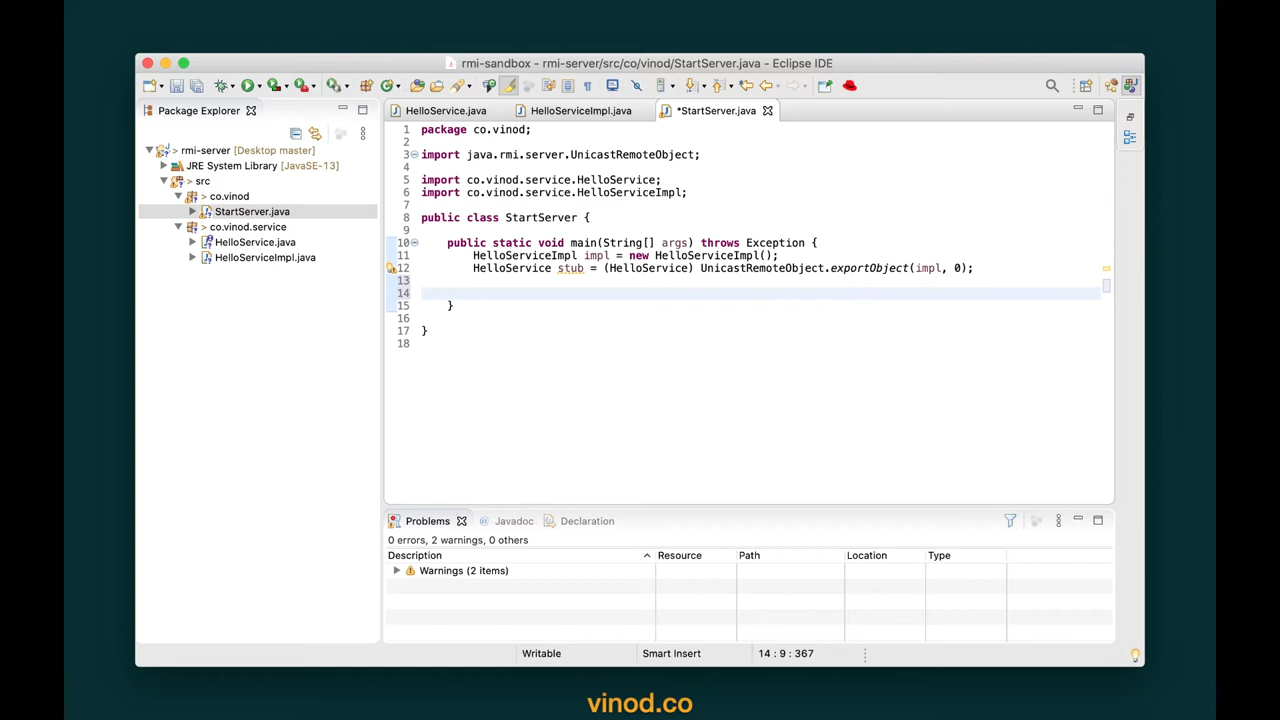 rmi-sandbox - rmi-server/src/co/vinod/StartServer.java - Eclipse IDE
Package Explorer
rmi-server [Desktop master]
JRE System Library [JavaSE-13]
> src
> co.vinod
StartServer.java
> co.vinod.service
HelloService.java
HelloServiceImpl.java
HelloService.java HelloServiceImpl.java *StartServer.java
1 package co.vinod;
2
3 import java.rmi.server.UnicastRemoteObject;
5 import co.vinod.service.HelloService;
6 import co.vinod.service.HelloServiceImpl;
7
8 public class StartServer {
9
10 public static void main(String[] args) throws Exception {
11 HelloServiceImpl impl = new HelloServiceImpl();
12 HelloService stub = (HelloService) UnicastRemoteObject.exportObject(impl, 0);
13
14
15 }
16
17 }
18
Problems @ Javadoc Declaration
0 errors, 2 warnings, 0 others
Description Resource Path Location Type
Warnings (2 items)
Writable Smart Insert 14 : 9 : 367
vinod.co